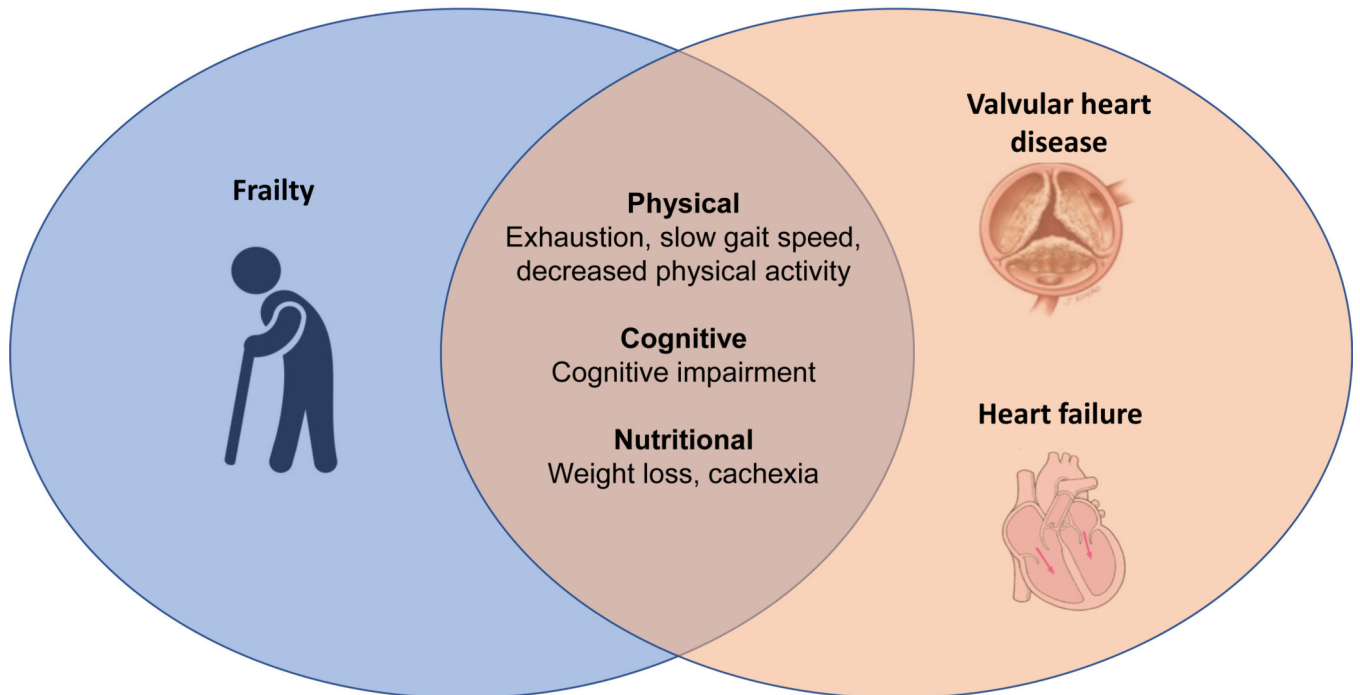 Frailty
Physical
Exhaustion, slow gait speed,
decreased physical activity
Cognitive
Cognitive impairment
Nutritional
Weight loss, cachexia
Valvular heart
disease
Heart failure